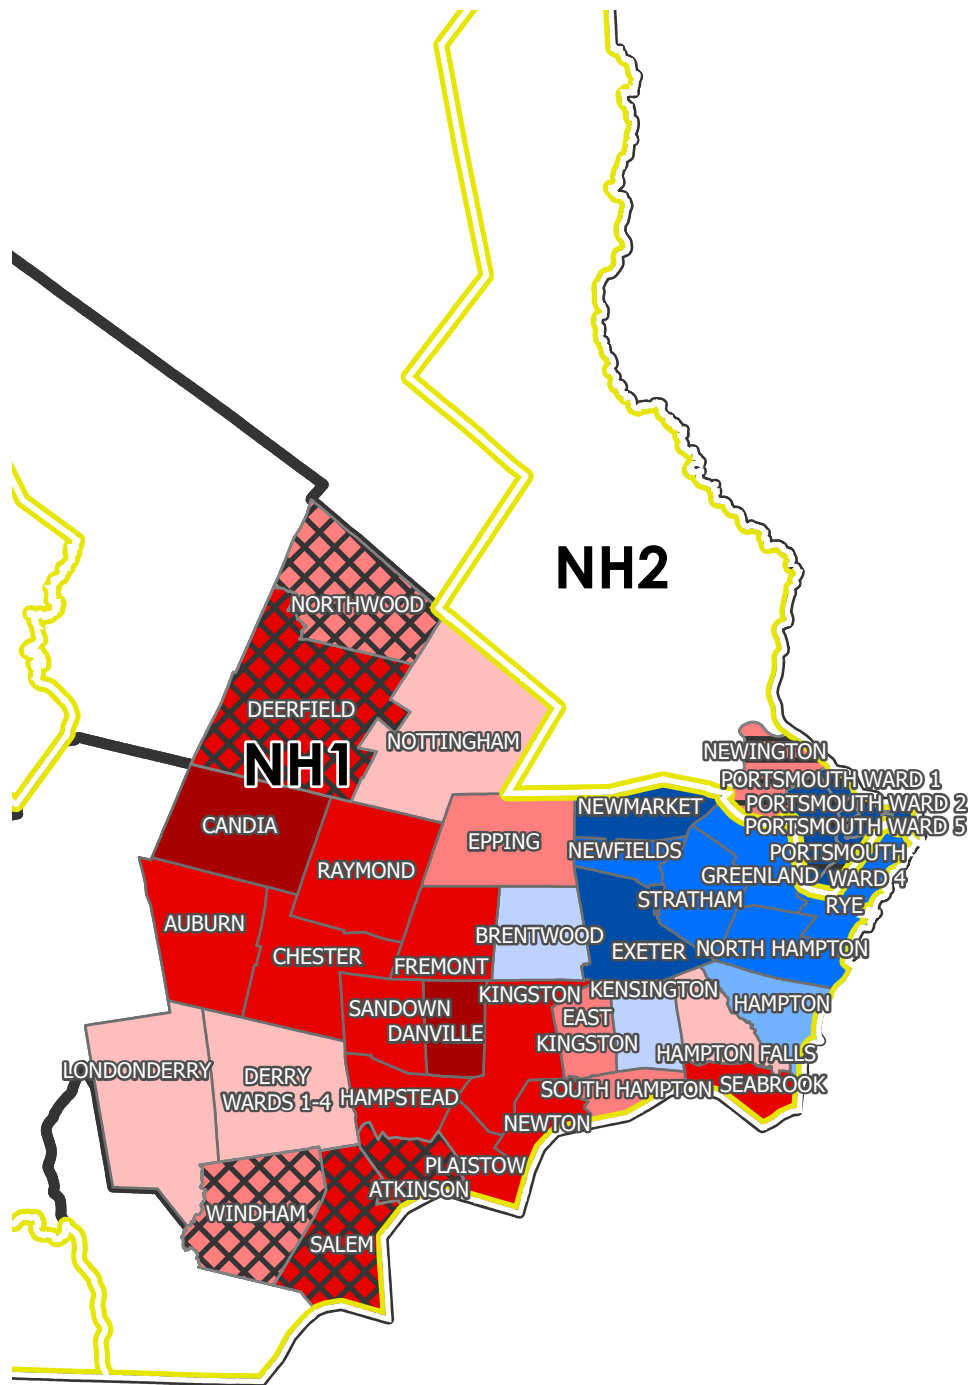 NH2
NORTHWOOD
DEERFIELD
NOTTINGHAM
NEWINGTON
NH1
PORTSMOUTH WARD 1
PORTSMOUTH WARD 2
NEWMARKET
PORTSMOUTH WARD 5
CANDIA
EPPING
NEWFIELDS
PORTSMOUTH
WARD 4
RAYMOND
GREENLAND
STRATHAM
RYE
AUBURN
BRENTWOOD
EXETER
NORTH HAMPTON
CHESTER
FREMONT
KINGSTON
KENSINGTON
HAMPTON
SANDOWN
EAST
KINGSTON
DANVILLE
HAMPTON FALLS
LONDONDERRY
DERRY
WARDS 1-4
SEABROOK
SOUTH HAMPTON
HAMPSTEAD
NEWTON
PLAISTOW
ATKINSON
WINDHAM
SALEM